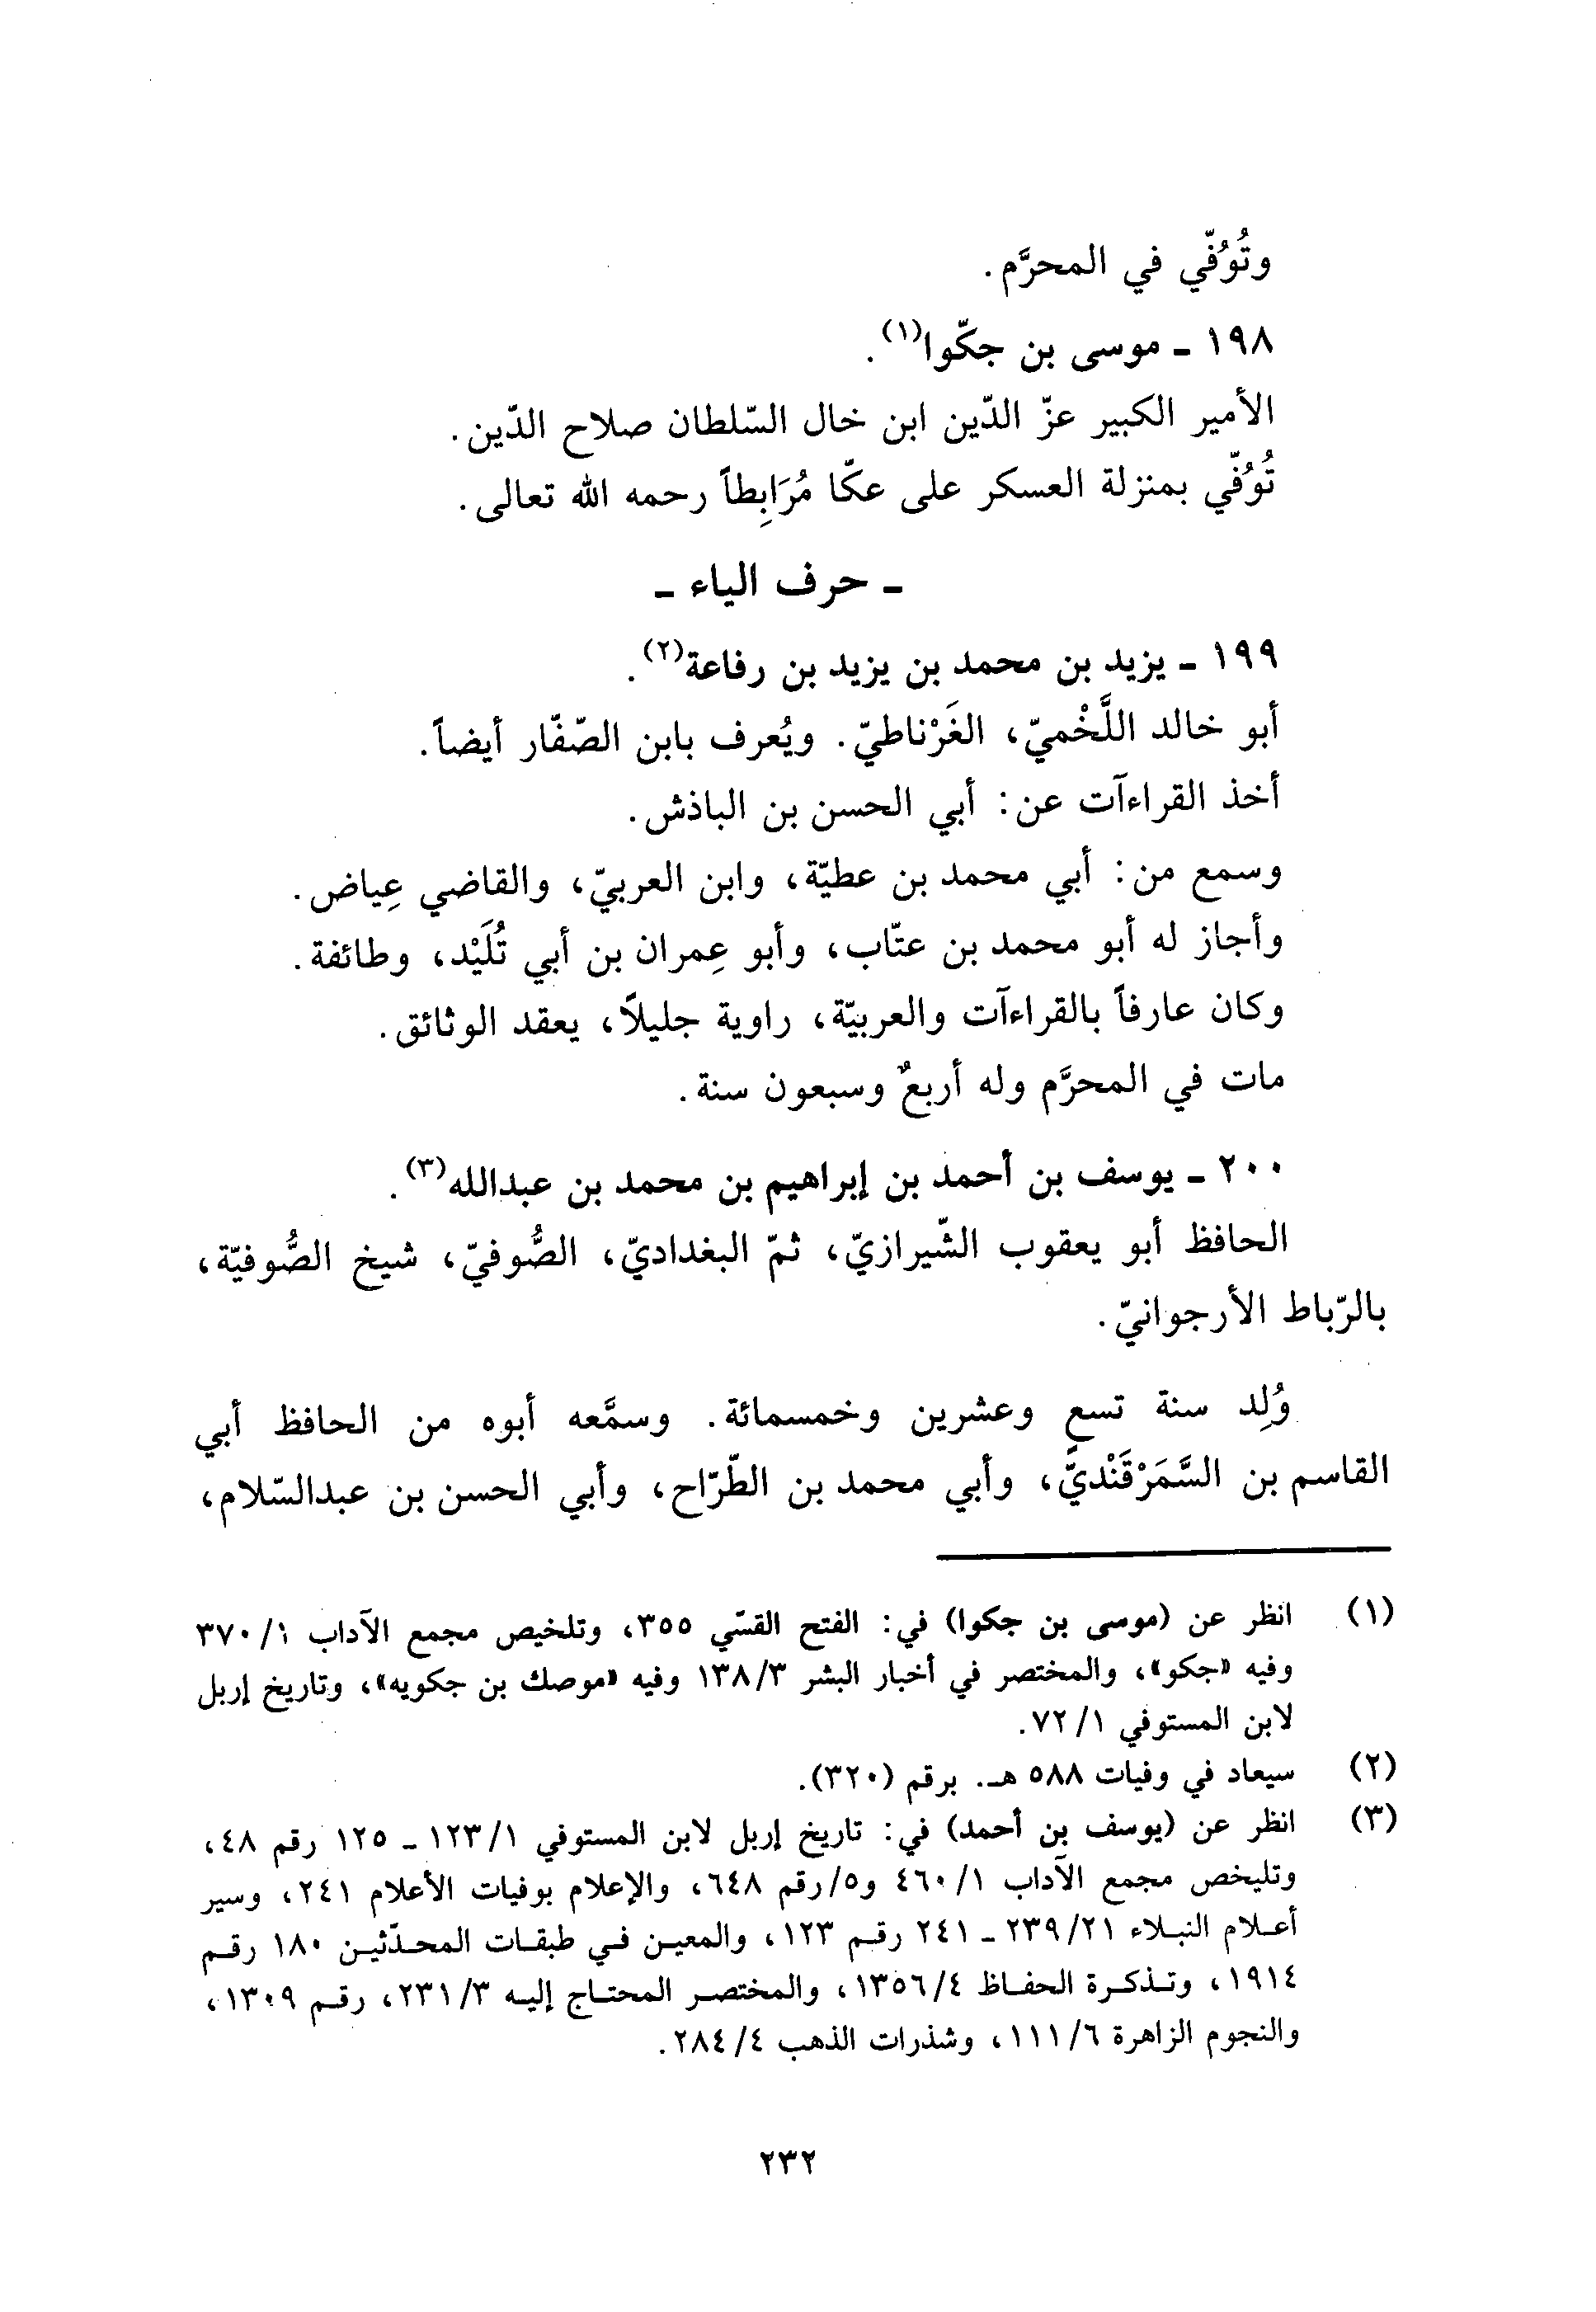 وتُوُفّي في المحرَّم.
١٩٨ ـ موسى بن جكّوا(١).
الأمير الكبير عزّ الدّين ابن خال السّلطان صلاح الدّين.
تُوُفّي بمنزلة العسكر على عكّا مُرَابِطاً رحمه الله تعالى.
ـ حرف الياء ـ
١٩٩ ـ يزيد بن محمد بن يزيد بن رفاعة(٢).
أبو خالد اللَّخْميّ، الغَرْناطيّ. ويُعرف بابن الصّفّار أيضاً.
أخذ القراءآت عن: أبي الحسن بن الباذش.
وسمع من: أبي محمد بن عطيّة، وابن العربيّ، والقاضي عِياض.
وأجاز له أبو محمد بن عتّاب، وأبو عِمران بن أبي تُلَيْد، وطائفة.
وكان عارفاً بالقراءآت والعربيّة، راوية جليلاً، يعقد الوثائق.
مات في المحرَّم وله أربعٌ وسبعون سنة.
٢٠٠ ـ يوسف بن أحمد بن إبراهيم بن محمد بن عبدالله(٣).
الحافظ أبو يعقوب الشّيرازيّ، ثمّ البغداديّ، الصُّوفيّ، شيخ الصُّوفيّة،
بالرّباط الأرجوانيّ.
وُلِد سنة تسعٍ وعشرين وخمسمائة. وسمَّعه أبوه من الحافظ أبي
القاسم بن السَّمَرْقَنْديّ، وأبي محمد بن الطّرّاح، وأبي الحسن بن عبدالسّلام،
(١) انظر عن (موسى بن جكوا) في: الفتح القسّي ٣٥٥، وتلخيص مجمع الآداب ١/ ٣٧٠
وفيه «جكو»، والمختصر في أخبار البشر ١٣٨/٣ وفيه «موصك بن جكويه»، وتاريخ إربل
لابن المستوفي ١/ ٧٢.
(٢) سيعاد في وفيات ٥٨٨ هـ. برقم (٣٢٠).
(٣) انظر عن (يوسف بن أحمد) في: تاريخ إربل لابن المستوفي ١٢٣/١ ـ ١٢٥ رقم ٤٨،
وتليخص مجمع الآداب ١/ ٤٦٠ و٥/رقم ٦٤٨، والإعلام بوفيات الأعلام ٢٤١، وسير
أعلام النبلاء ٢١/ ٢٣٩ ـ ٢٤١ رقم ١٢٣، والمعين في طبقات المحدّثين ١٨٠ رقم
١٩١٤، وتذكرة الحفاظ ١٣٥٦/٤، والمختصر المحتاج إليه ٢٣١/٣، رقم ١٣٠٩،
والنجوم الزاهرة ٦/ ١١١، وشذرات الذهب ٤/ ٢٨٤.
٢٣٢